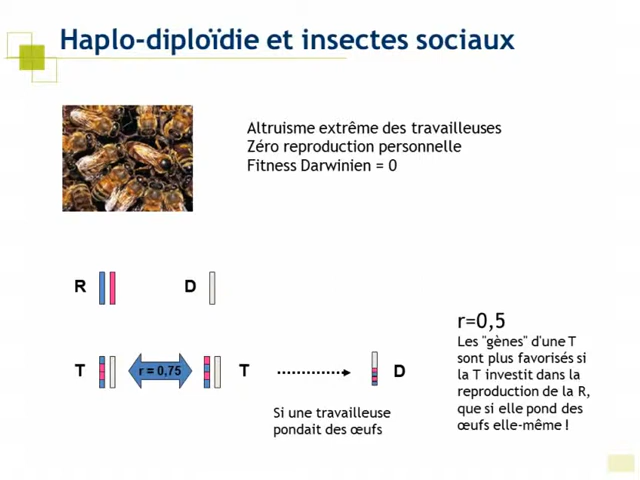 Haplo-diploïdie et insectes sociaux
Altruisme extrême des travailleuses
Zéro reproduction personnelle
Fitness Darwinien = 0
R
D
r=0,5
Les "gènes" d'une T
sont plus favorisés si
la T investit dans la
reproduction de la R,
que si elle pond des
œufs elle-même !
T
r = 0,75
T
D
Si une travailleuse
pondait des œufs